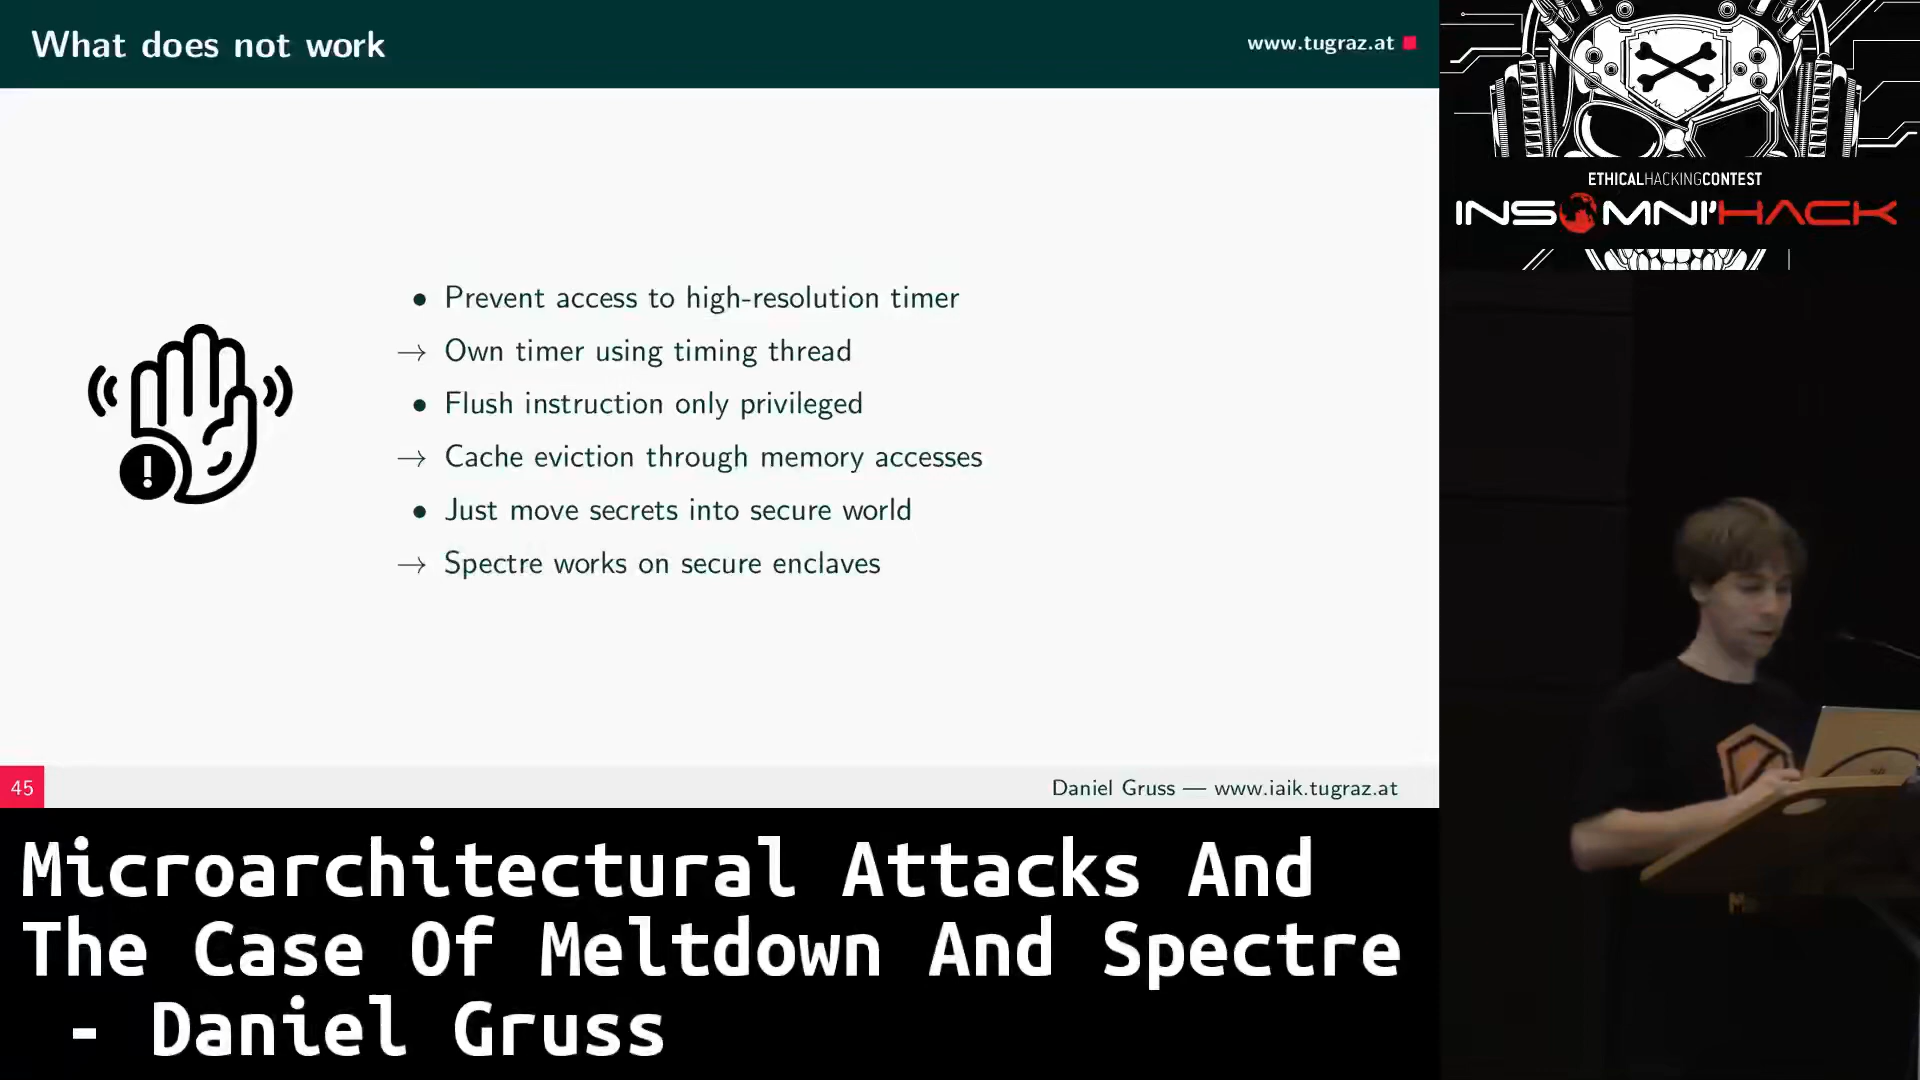 What does not work
www.tugraz.at
• Prevent access to high-resolution timer
→ Own timer using timing thread
• Flush instruction only privileged
→ Cache eviction through memory accesses
• Just move secrets into secure world
→ Spectre works on secure enclaves
!
45
Daniel Gruss — www.iaik.tugraz.at
ETHICALHACKINGCONTEST
INSOMNI'HACK
Microarchitectural Attacks And
The Case Of Meltdown And Spectre
- Daniel Gruss